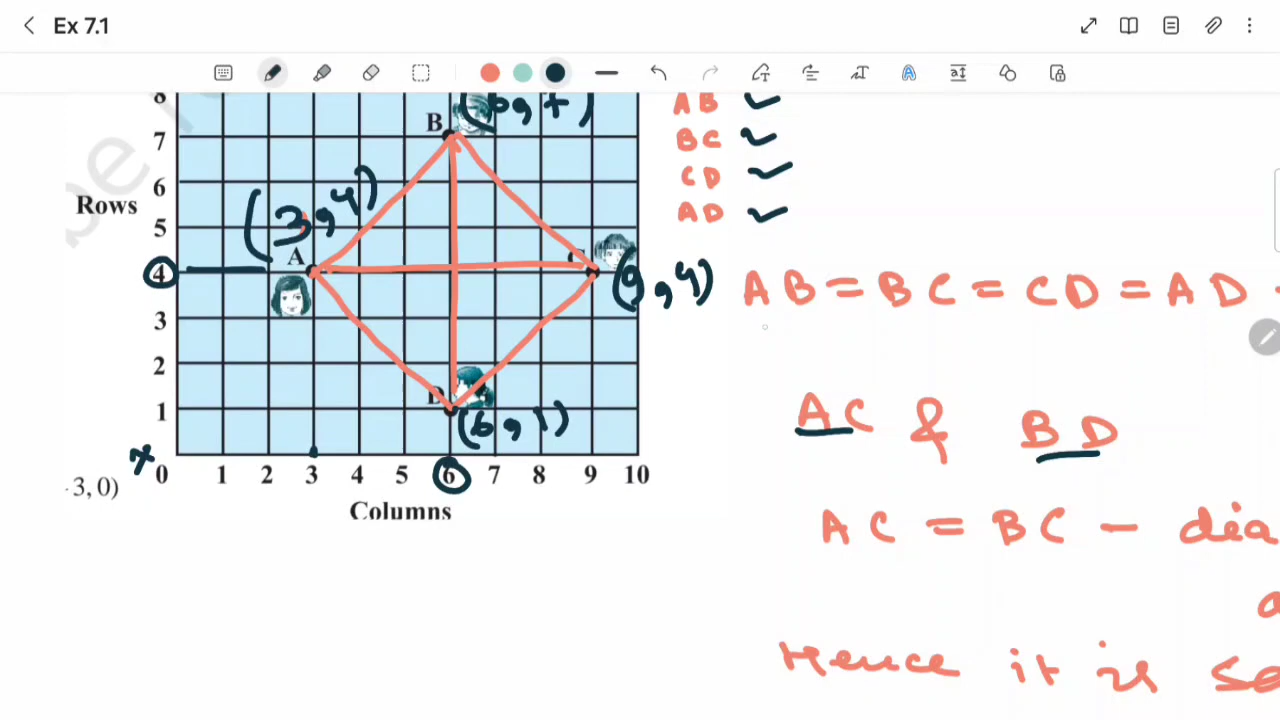 Ex 7.1
8
7
6
5
4
3
2
1
0 1 2 3 4 5 6 7 8 9 10
Rows
Columns
B
A
(3,4)
(9,4)
D
(6,1)
-3, 0)
AB
BC
CD
AD
AB = BC = CD = AD -
AC & BD
AC = BC - dia
Hence it is